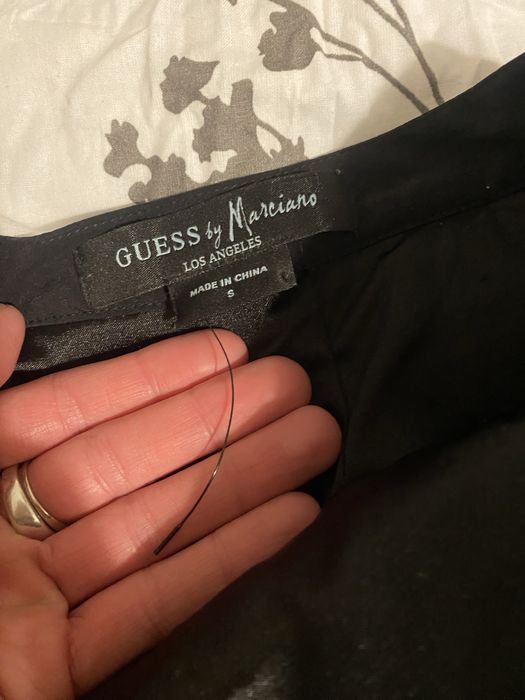 GUESS by Marciano
LOS ANGELES
MADE IN CHINA
S